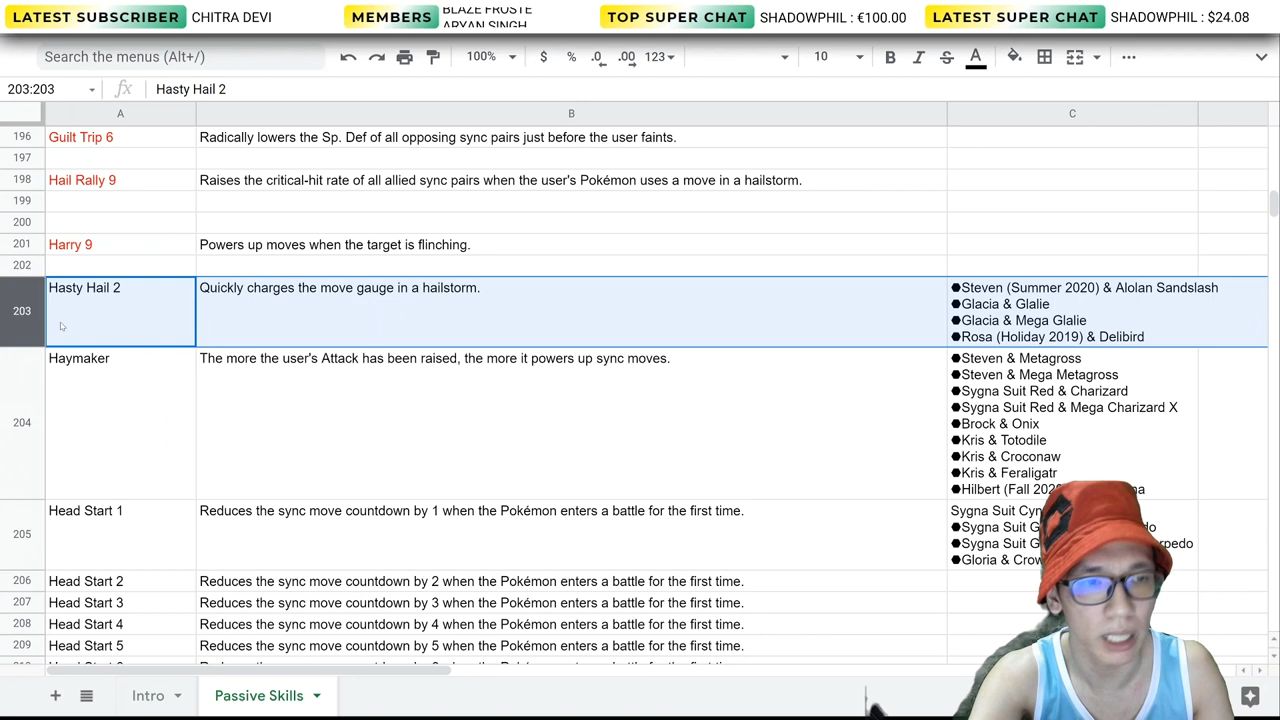 LATEST SUBSCRIBER CHITRA DEVI MEMBERS BLAZE FROSTE TOP SUPER CHAT SHADOWPHIL : €100.00 LATEST SUPER CHAT SHADOWPHIL : $24.08
ARYAN SINGH
Search the menus (Alt+/) 100% $ % .0 .00 123 10 B I S A
203:203 fx Hasty Hail 2
A B C
196 Guilt Trip 6 Radically lowers the Sp. Def of all opposing sync pairs just before the user faints.
197
198 Hail Rally 9 Raises the critical-hit rate of all allied sync pairs when the user's Pokémon uses a move in a hailstorm.
199
200
201 Harry 9 Powers up moves when the target is flinching.
202
203 Hasty Hail 2 Quickly charges the move gauge in a hailstorm. ●Steven (Summer 2020) & Alolan Sandslash
●Glacia & Glalie
●Glacia & Mega Glalie
●Rosa (Holiday 2019) & Delibird
204 Haymaker The more the user's Attack has been raised, the more it powers up sync moves. ●Steven & Metagross
●Steven & Mega Metagross
●Sygna Suit Red & Charizard
●Sygna Suit Red & Mega Charizard X
●Brock & Onix
●Kris & Totodile
●Kris & Croconaw
●Kris & Feraligatr
●Hilbert (Fall
205 Head Start 1 Reduces the sync move countdown by 1 when the Pokémon enters a battle for the first time. Sygna Suit
●Sygna Suit
●Sygna Suit
●Gloria &
206 Head Start 2 Reduces the sync move countdown by 2 when the Pokémon enters a battle for the first time.
207 Head Start 3 Reduces the sync move countdown by 3 when the Pokémon enters a battle for the first time.
208 Head Start 4 Reduces the sync move countdown by 4 when the Pokémon enters a battle for the first time.
209 Head Start 5 Reduces the sync move countdown by 5 when the Pokémon enters a battle for the first time.
Intro Passive Skills